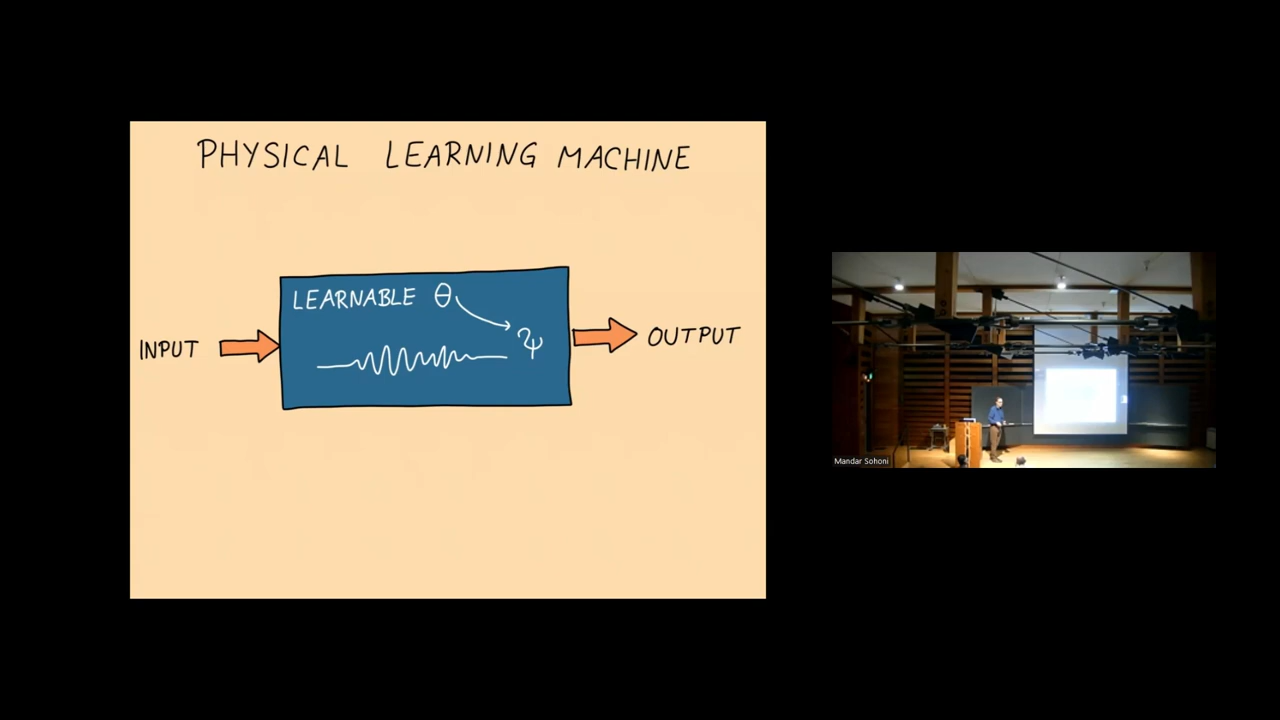 PHYSICAL LEARNING MACHINE
LEARNABLE θ
ψ
INPUT
OUTPUT
Mandar Sohoni